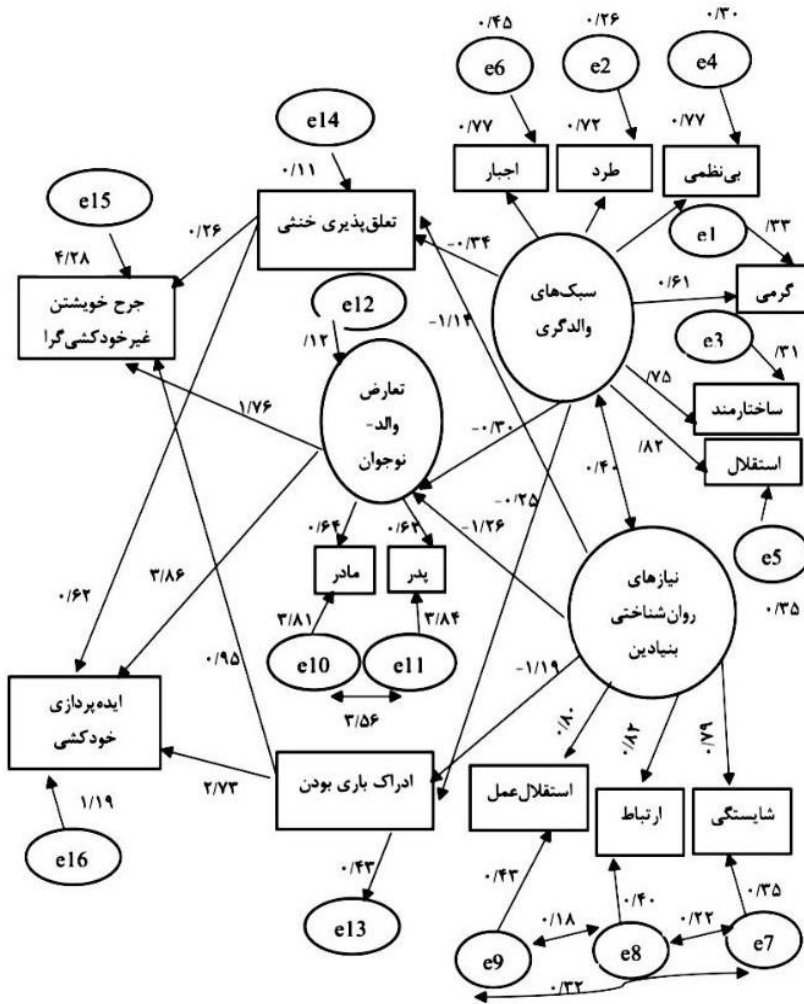 ۰/۴۵
۰/۲۶
۰/۳۰
e6
e2
e4
e14
۰/۷۷
۰/۷۲
۰/۷۷
۰/۱۱
اجبار
طرد
بی‌نظمی
e15
۰/۲۶
تعلق‌پذیری خنثی
e1
/۳۳
۴/۲۸
-۰/۳۴
۰/۶۱
گرمی
جرح خویشتن
غیرخودکشی‌گرا
e12
-۱/۱۴
سبک‌های
والدگری
e3
/۱۲
/۳۱
۱/۷۶
تعارض
والد-
نوجوان
/۷۵
ساختارمند
-۰/۳۰
/۸۲
استقلال
۰/۴۰
-۰/۲۵
-۱/۲۶
۰/۶۴
۰/۶۲
e5
۳/۸۶
مادر
پدر
نیازهای
روان‌شناختی
بنیادین
۰/۳۵
۰/۶۲
۳/۸۱
۳/۸۴
e10
e11
۰/۹۵
۳/۵۶
-۱/۱۹
ایده‌پردازی
خودکشی
۰/۸۰
۰/۸۲
۰/۷۹
۲/۷۳
ادراک باری بودن
استقلال‌عمل
ارتباط
شایستگی
۱/۱۹
e16
۰/۴۳
۰/۴۳
۰/۴۰
۰/۳۵
e13
۰/۱۸
۰/۲۲
e9
e8
e7
۰/۳۲